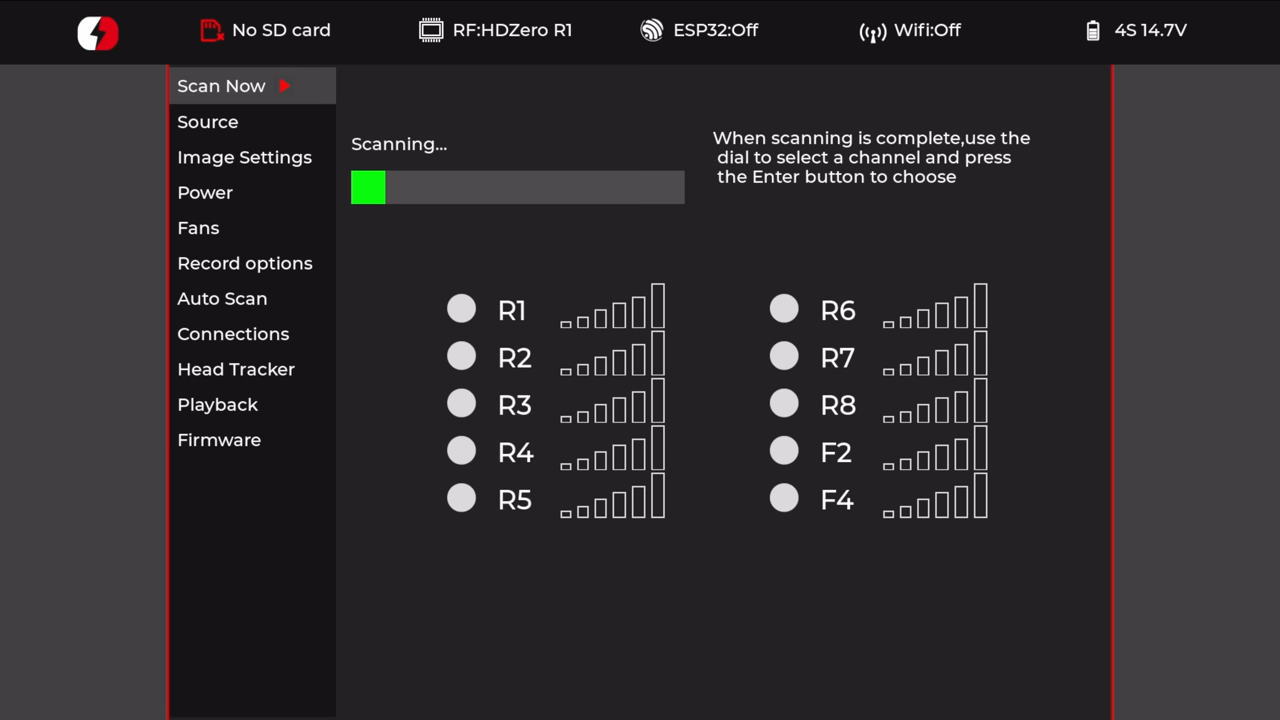 No SD card
RF:HDZero R1
ESP32:Off
Wifi:Off
4S 14.7V
Scan Now
Source
Image Settings
Power
Fans
Record options
Auto Scan
Connections
Head Tracker
Playback
Firmware
Scanning...
When scanning is complete,use the
dial to select a channel and press
the Enter button to choose
R1
R2
R3
R4
R5
R6
R7
R8
F2
F4